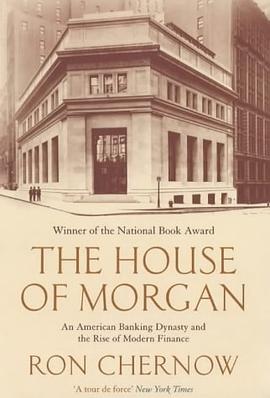 Winner of the National Book Award
THE HOUSE
OF MORGAN
An American Banking Dynasty and
the Rise of Modern Finance
RON CHERNOW
‘A tour de force’ New York Times